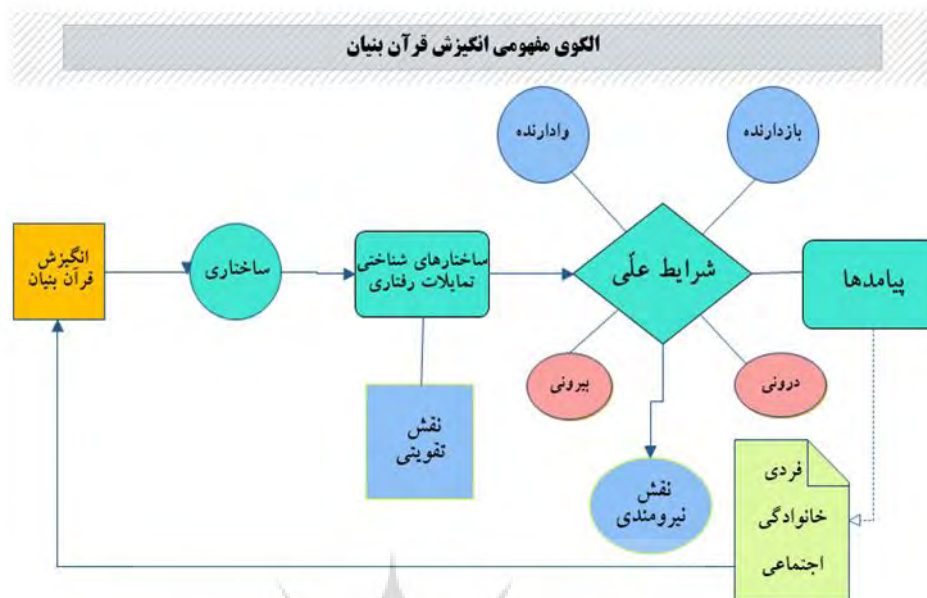 الگوی مفهومی انگیزش قرآن بنیان
وادارنده
بازدارنده
انگیزش
قرآن بنیان
ساختاری
ساختارهای شناختی
تمایلات رفتاری
شرایط علّی
پیامدها
بیرونی
درونی
نقش
تقویتی
نقش
نیرومندی
فردی
خانوادگی
اجتماعی